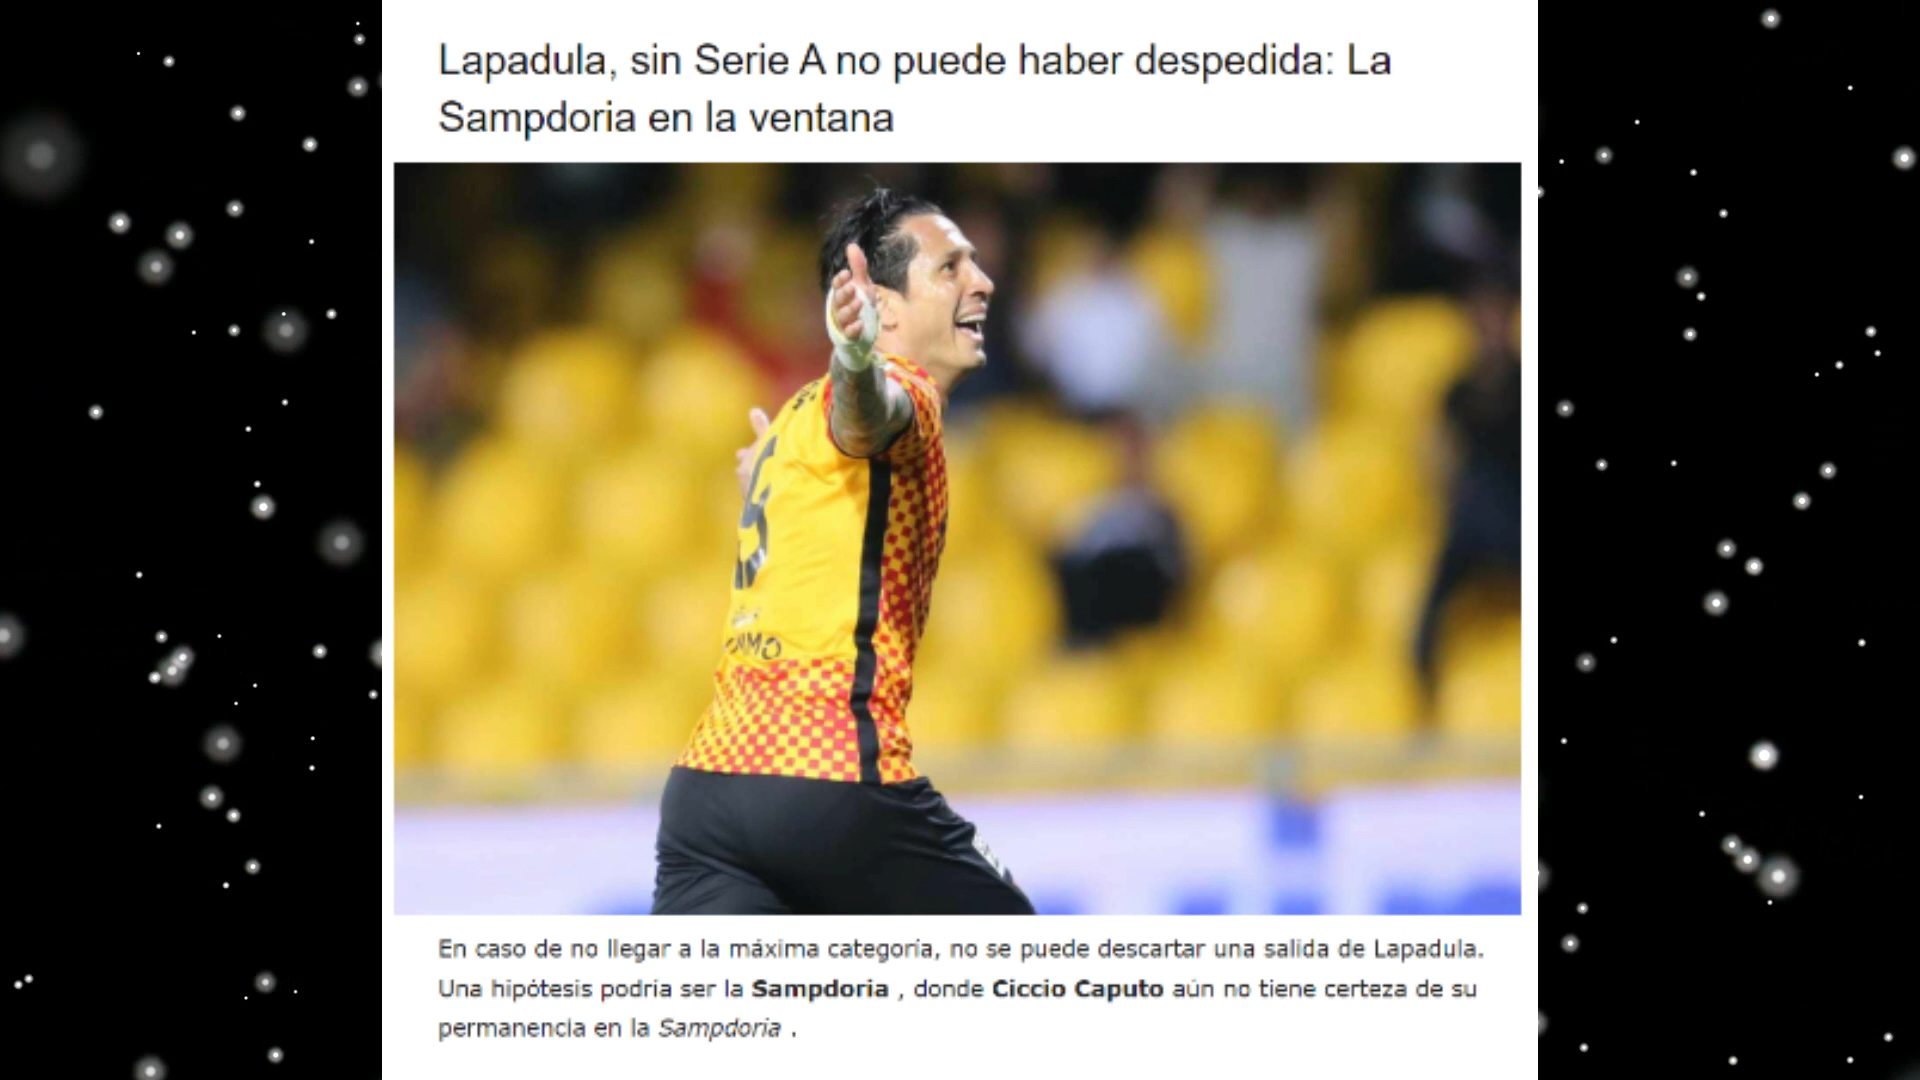 Lapadula, sin Serie A no puede haber despedida: La
Sampdoria en la ventana
En caso de no llegar a la máxima categoría, no se puede descartar una salida de Lapadula.
Una hipótesis podría ser la Sampdoria , donde Ciccio Caputo aún no tiene certeza de su
permanencia en la Sampdoria .